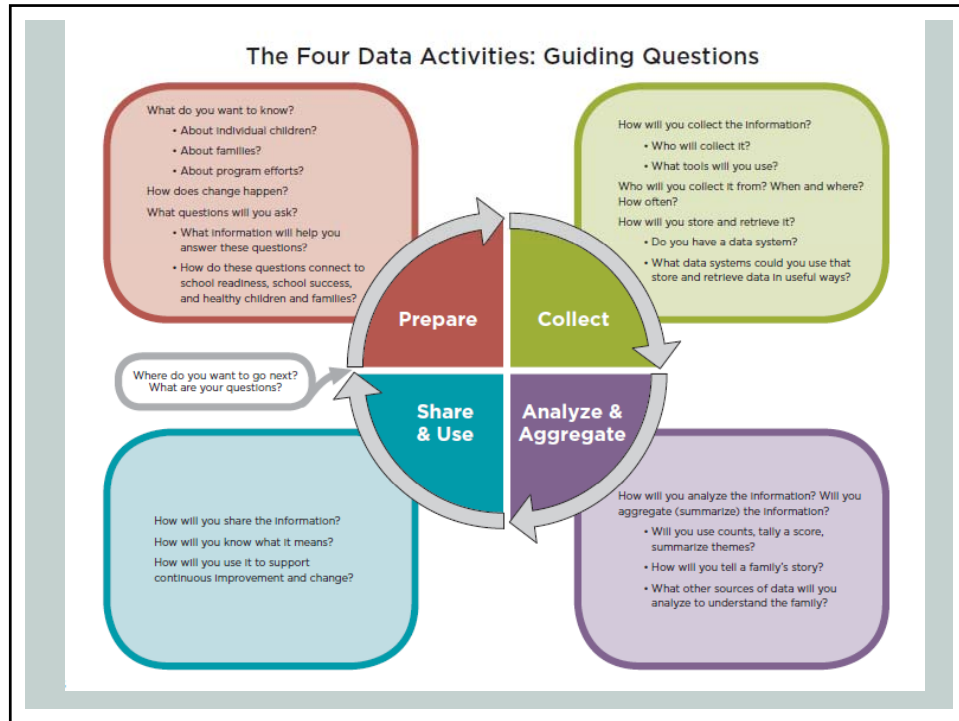 The Four Data Activities: Guiding Questions
What do you want to know?
• About individual children?
• About families?
• About program efforts?
How does change happen?
What questions will you ask?
• What information will help you
answer these questions?
• How do these questions connect to
school readiness, school success,
and healthy children and families?
How will you collect the information?
• Who will collect it?
• What tools will you use?
Who will you collect it from? When and where?
How often?
How will you store and retrieve it?
• Do you have a data system?
• What data systems could you use that
store and retrieve data in useful ways?
Prepare
Collect
Where do you want to go next?
What are your questions?
Share
& Use
Analyze &
Aggregate
How will you share the information?
How will you know what it means?
How will you use it to support
continuous improvement and change?
How will you analyze the information? Will you
aggregate (summarize) the information?
• Will you use counts, tally a score,
summarize themes?
• How will you tell a family's story?
• What other sources of data will you
analyze to understand the family?